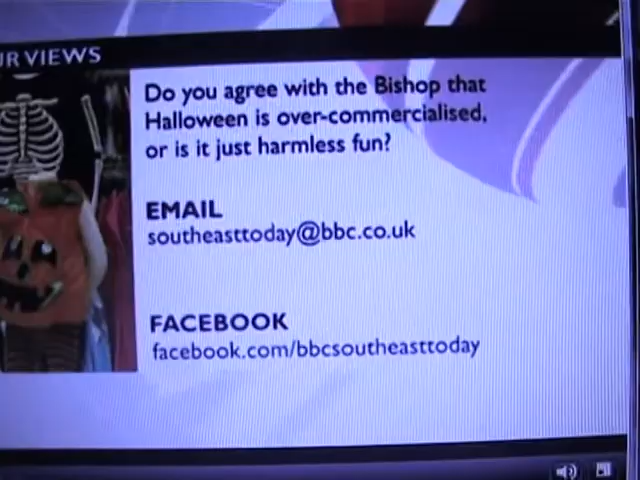 UR VIEWS
Do you agree with the Bishop that
Halloween is over-commercialised,
or is it just harmless fun?
EMAIL
southeasttoday@bbc.co.uk
FACEBOOK
facebook.com/bbcsoutheasttoday